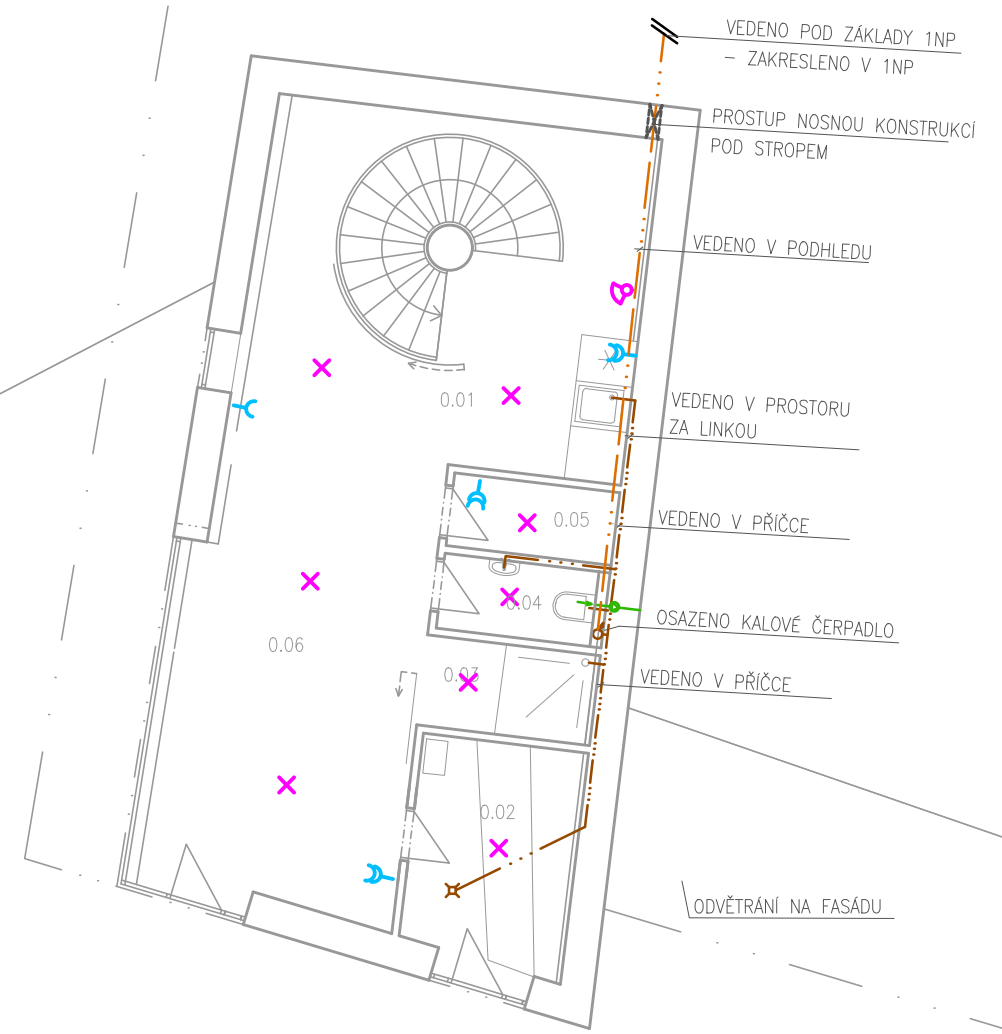 VEDENO POD ZÁKLADY 1NP
– ZAKRESLENO V 1NP
PROSTUP NOSNOU KONSTRUKCÍ
POD STROPEM
VEDENO V PODHLEDU
0.01
VEDENO V PROSTORU
ZA LINKOU
0.05
VEDENO V PŘÍČCE
0.04
OSAZENO KALOVÉ ČERPADLO
0.06
0.03
VEDENO V PŘÍČCE
0.02
ODVĚTRÁNÍ NA FASÁDU